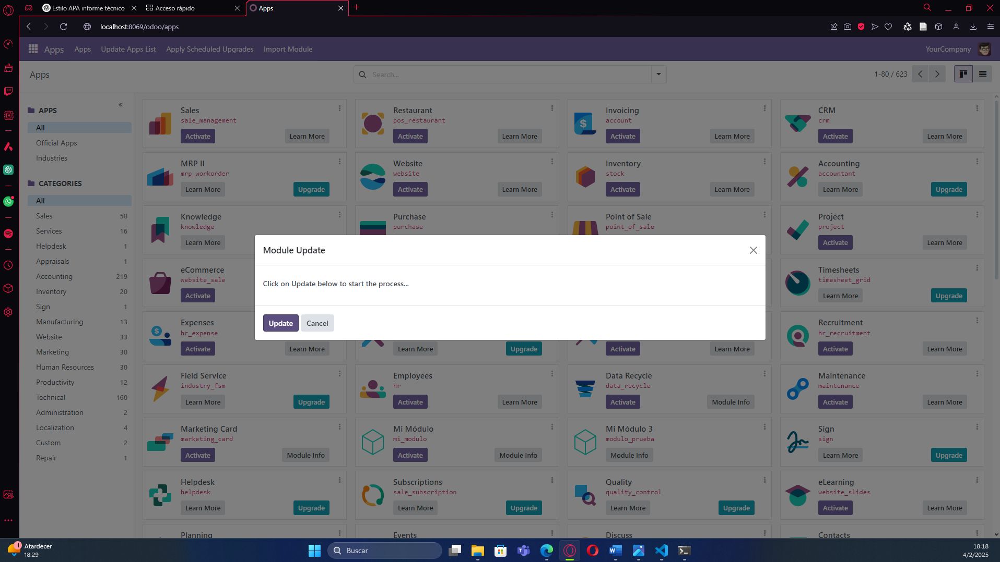 Estilo APA informe técnico
Acceso rápido
Apps
localhost:8069/odoo/apps
Apps
Apps
Update Apps List
Apply Scheduled Upgrades
Import Module
YourCompany
Apps
Search...
1-80 / 623
APPS
All
Official Apps
Industries
CATEGORIES
All
Sales 58
Services 16
Helpdesk 1
Appraisals 1
Accounting 219
Inventory 20
Sign 1
Manufacturing 13
Website 33
Marketing 30
Human Resources 30
Productivity 12
Technical 160
Administration 2
Localization 4
Custom 2
Repair 1
Sales
sale_management
Activate
Learn More
Restaurant
pos_restaurant
Activate
Learn More
Invoicing
account
Activate
Learn More
CRM
crm
Activate
Learn More
MRP II
mrp_workorder
Learn More
Upgrade
Website
website
Activate
Learn More
Inventory
stock
Activate
Learn More
Accounting
accountant
Learn More
Upgrade
Knowledge
knowledge
Learn More
Purchase
purchase
Point of Sale
point_of_sale
Project
project
Activate
Learn More
eCommerce
website_sale
Activate
Timesheets
timesheet_grid
Learn More
Upgrade
Module Update
Click on Update below to start the process...
Update
Cancel
Expenses
hr_expense
Activate
Learn More
Learn More
Upgrade
Activate
Learn More
Recruitment
hr_recruitment
Activate
Learn More
Field Service
industry_fsm
Learn More
Upgrade
Employees
hr
Activate
Learn More
Data Recycle
data_recycle
Activate
Module Info
Maintenance
maintenance
Activate
Learn More
Marketing Card
marketing_card
Activate
Module Info
Mi Módulo
mi_modulo
Activate
Module Info
Mi Módulo 3
modulo_prueba
Module Info
Sign
sign
Learn More
Upgrade
Helpdesk
helpdesk
Learn More
Upgrade
Subscriptions
sale_subscription
Learn More
Upgrade
Quality
quality_control
Learn More
Upgrade
eLearning
website_slides
Activate
Learn More
Planning
Events
Discuss
Contacts
1
Atardecer
18:29
Buscar
18:18
4/2/2025